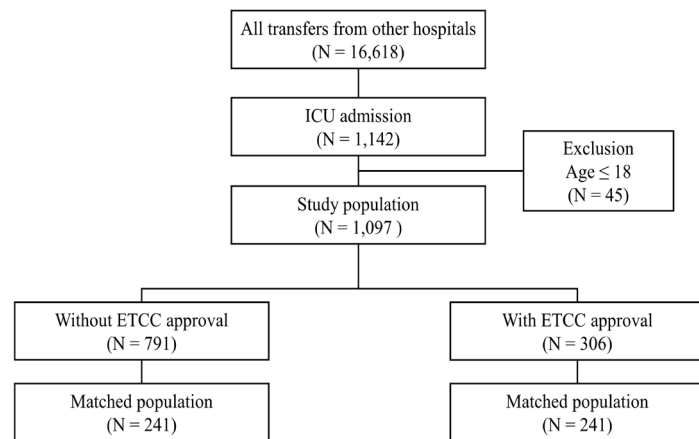 All transfers from other hospitals
(N = 16,618)
ICU admission
(N = 1,142)
Exclusion
Age ≤ 18
(N = 45)
Study population
(N = 1,097 )
Without ETCC approval
(N = 791)
With ETCC approval
(N = 306)
Matched population
(N = 241)
Matched population
(N = 241)